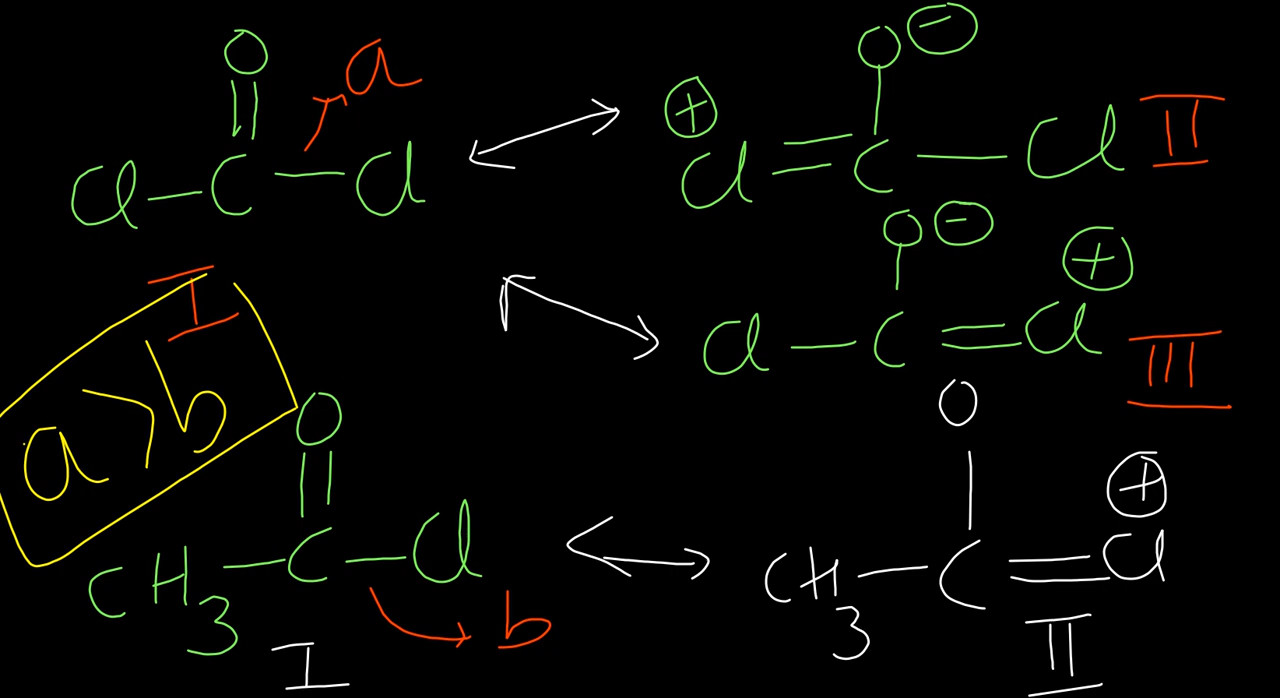 O
a
Cl—C—Cl
I
⊕
O⊖
Cl=C—Cl
II
O⊖
⊕
Cl—C=Cl
III
a>b
O
CH3—C—Cl
b
I
O
⊕
CH3—C=Cl
II